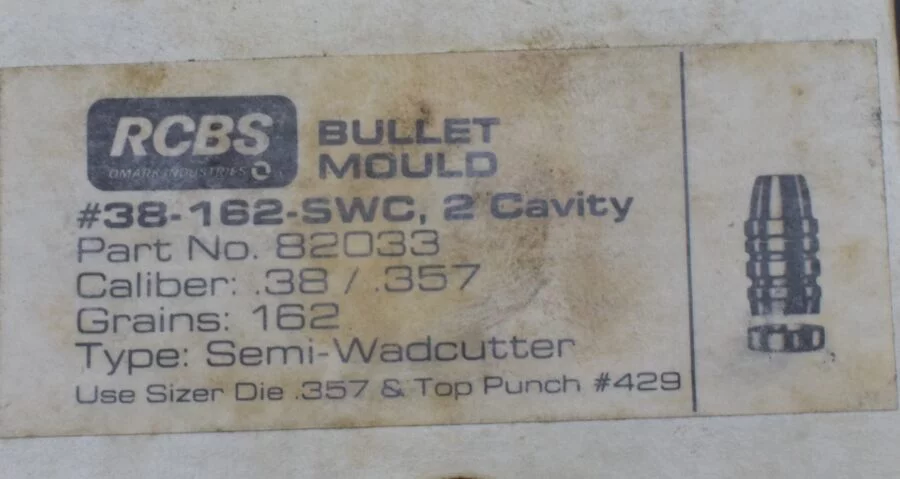 RCBS
OMARK INDUSTRIES
BULLET
MOULD
#38-162-SWC, 2 Cavity
Part No. 82033
Caliber: .38 / .357
Grains: 162
Type: Semi-Wadcutter
Use Sizer Die .357 & Top Punch #429